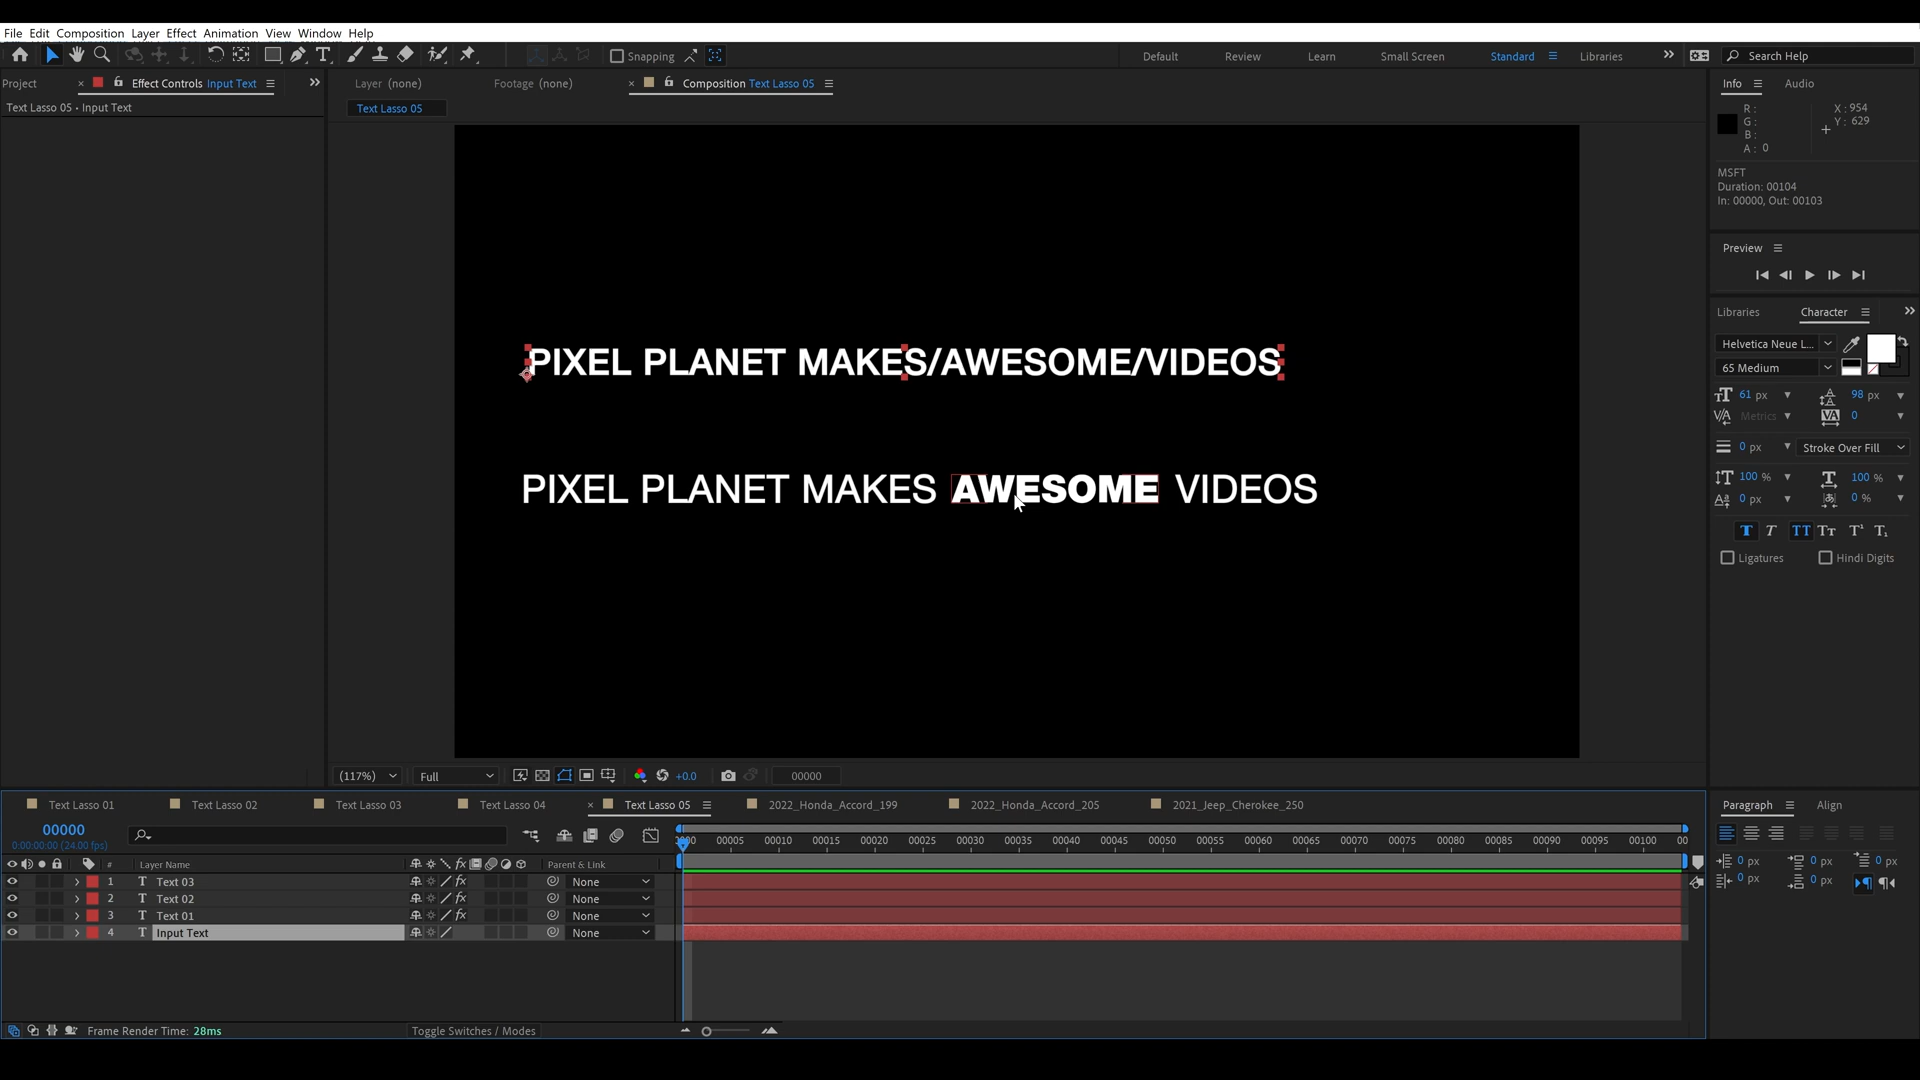 File Edit Composition Layer Effect Animation View Window Help
Snapping
Default Review Learn Small Screen Standard Libraries
Search Help
Project Effect Controls Input Text
Layer (none) Footage (none) Composition Text Lasso 05
Info Audio
Text Lasso 05 • Input Text
Text Lasso 05
R :
G :
B :
A : 0
X : 954
Y : 629
MSFT
Duration: 00104
In: 00000, Out: 00103
Preview
Libraries Character
Helvetica Neue L...
65 Medium
61 px 98 px
Metrics 0
0 px Stroke Over Fill
100 % 100 %
0 px 0 %
T T TT Tт T¹ T₁
Ligatures Hindi Digits
PIXEL PLANET MAKES/AWESOME/VIDEOS
PIXEL PLANET MAKES AWESOME VIDEOS
(117%) Full +0.0 00000
Text Lasso 01 Text Lasso 02 Text Lasso 03 Text Lasso 04 Text Lasso 05 2022_Honda_Accord_199 2022_Honda_Accord_205 2021_Jeep_Cherokee_250
Paragraph Align
00000
0:00:00:00 (24.00 fps)
00005 00010 00015 00020 00025 00030 00035 00040 00045 00050 00055 00060 00065 00070 00075 00080 00085 00090 00095 00100 00
# Layer Name fx Parent & Link
1 T Text 03 fx None
2 T Text 02 fx None
3 T Text 01 fx None
4 T Input Text None
0 px 0 px 0 px
0 px 0 px
Frame Render Time: 28ms
Toggle Switches / Modes